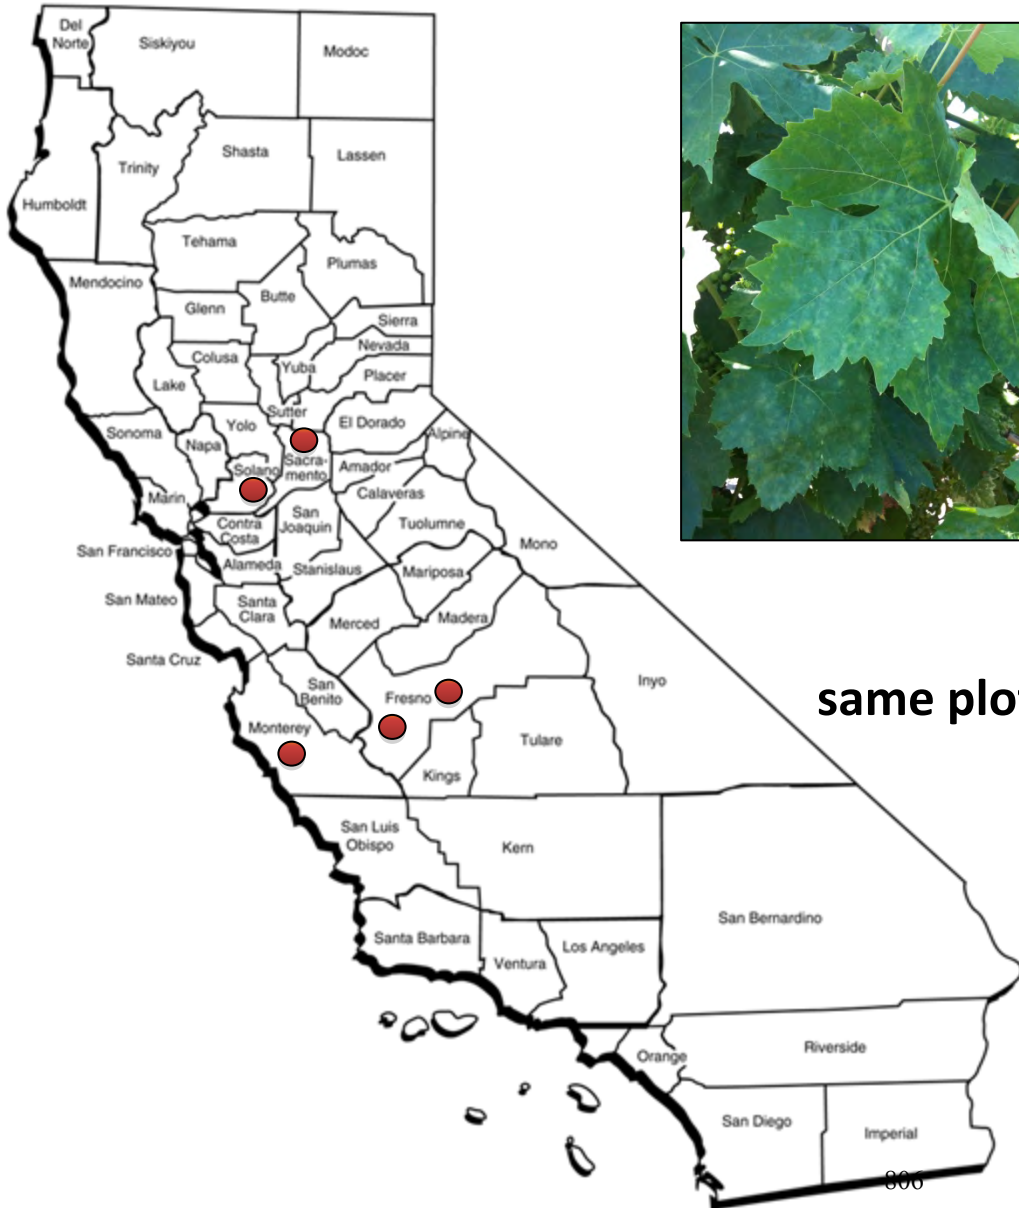 Del
Norte
Siskiyou
Modoc
Shasta
Lassen
Trinity
Humboldt
Tehama
Plumas
Mendocino
Butte
Glenn
Sierra
Nevada
Colusa
Yuba
Placer
Lake
Sutter
El Dorado
Yolo
Sonoma
Alpine
Napa
Sacra-
mento
Solano
Amador
Calaveras
Marin
San
Joaquin
Contra
Costa
Tuolumne
Mono
San Francisco
Alameda
Stanislaus
Mariposa
San Mateo
Santa
Clara
Merced
Madera
Santa Cruz
San
Benito
Fresno
Inyo
same plot
Monterey
Tulare
Kings
San Luis
Obispo
Kern
San Bernardino
Santa Barbara
Los Angeles
Ventura
Orange
Riverside
San Diego
Imperial
806